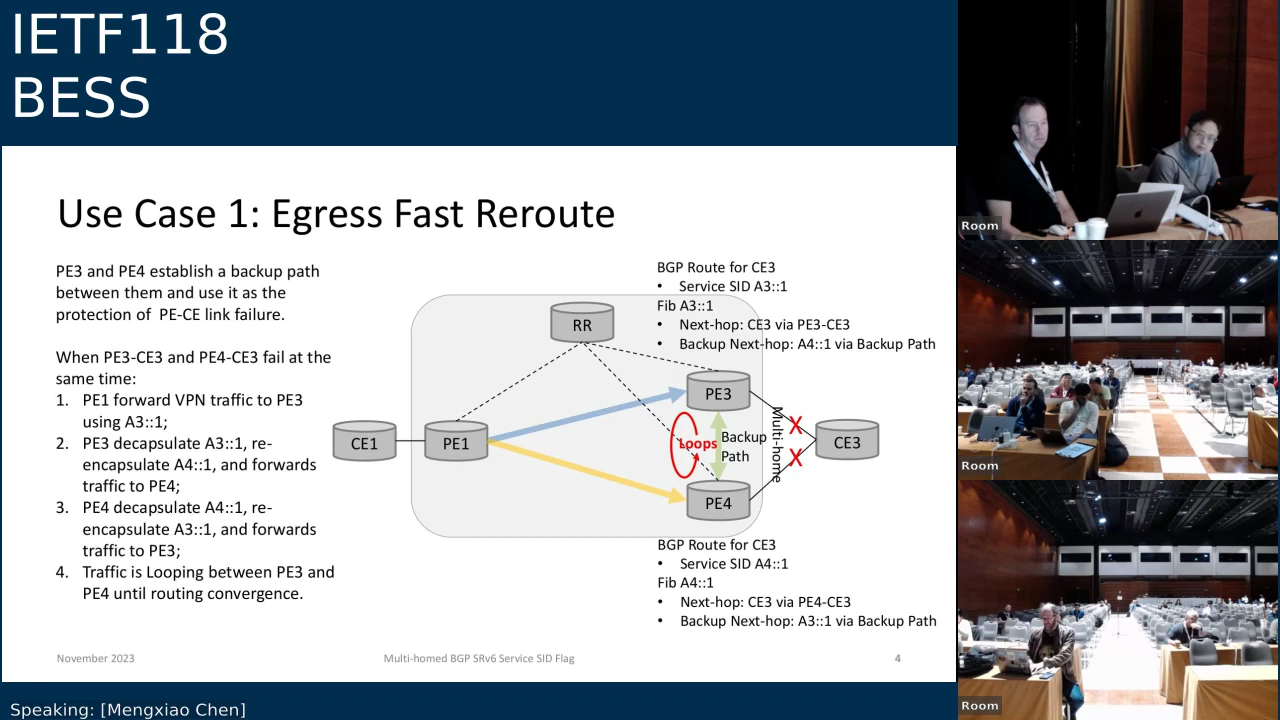 IETF118
BESS
Use Case 1: Egress Fast Reroute
PE3 and PE4 establish a backup path
between them and use it as the
protection of PE-CE link failure.
When PE3-CE3 and PE4-CE3 fail at the
same time:
1. PE1 forward VPN traffic to PE3
using A3::1;
2. PE3 decapsulate A3::1, re-
encapsulate A4::1, and forwards
traffic to PE4;
3. PE4 decapsulate A4::1, re-
encapsulate A3::1, and forwards
traffic to PE3;
4. Traffic is Looping between PE3 and
PE4 until routing convergence.
BGP Route for CE3
• Service SID A3::1
Fib A3::1
• Next-hop: CE3 via PE3-CE3
• Backup Next-hop: A4::1 via Backup Path
RR
PE3
CE1
PE1
Loops
Backup
Path
Multi-home
X
X
CE3
PE4
BGP Route for CE3
• Service SID A4::1
Fib A4::1
• Next-hop: CE3 via PE4-CE3
• Backup Next-hop: A3::1 via Backup Path
November 2023
Multi-homed BGP SRv6 Service SID Flag
4
Speaking: [Mengxiao Chen]
Room
Room
Room